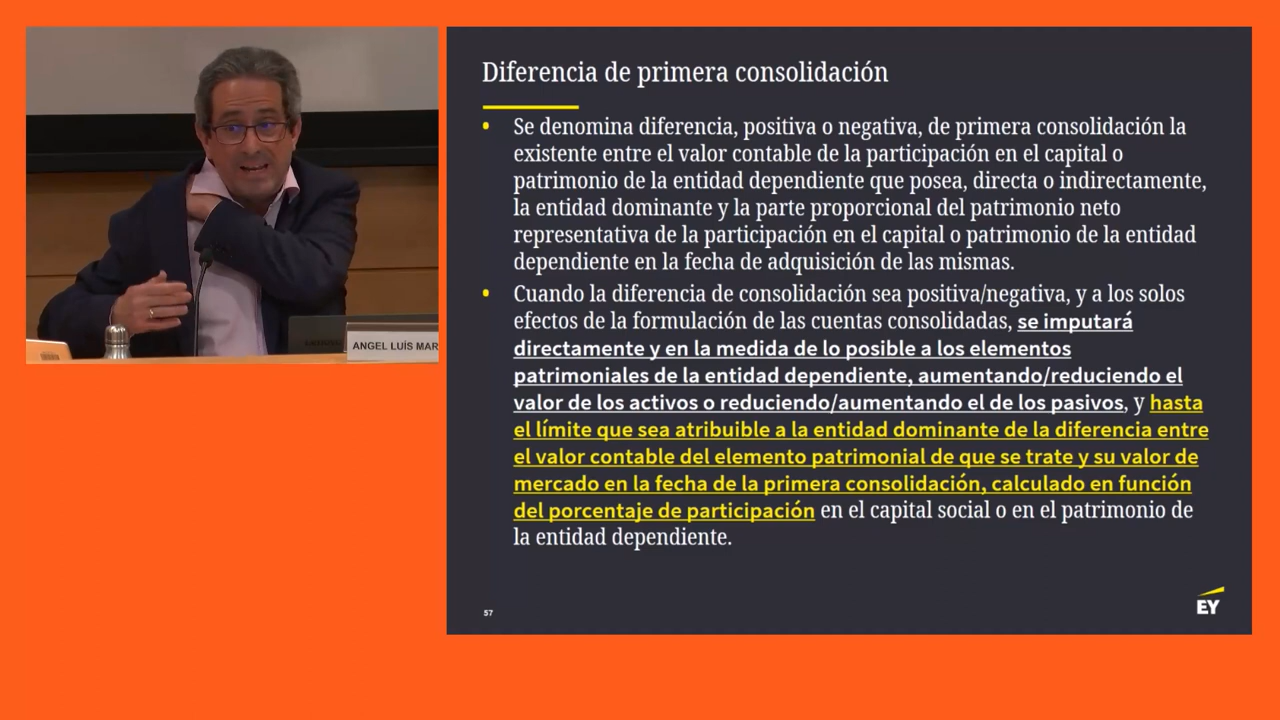 Diferencia de primera consolidación
• Se denomina diferencia, positiva o negativa, de primera consolidación la
existente entre el valor contable de la participación en el capital o
patrimonio de la entidad dependiente que posea, directa o indirectamente,
la entidad dominante y la parte proporcional del patrimonio neto
representativa de la participación en el capital o patrimonio de la entidad
dependiente en la fecha de adquisición de las mismas.
• Cuando la diferencia de consolidación sea positiva/negativa, y a los solos
efectos de la formulación de las cuentas consolidadas, se imputará
directamente y en la medida de lo posible a los elementos
patrimoniales de la entidad dependiente, aumentando/reduciendo el
valor de los activos o reduciendo/aumentando el de los pasivos, y hasta
el límite que sea atribuible a la entidad dominante de la diferencia entre
el valor contable del elemento patrimonial de que se trate y su valor de
mercado en la fecha de la primera consolidación, calculado en función
del porcentaje de participación en el capital social o en el patrimonio de
la entidad dependiente.
57
EY
ANGEL LUÍS MAR